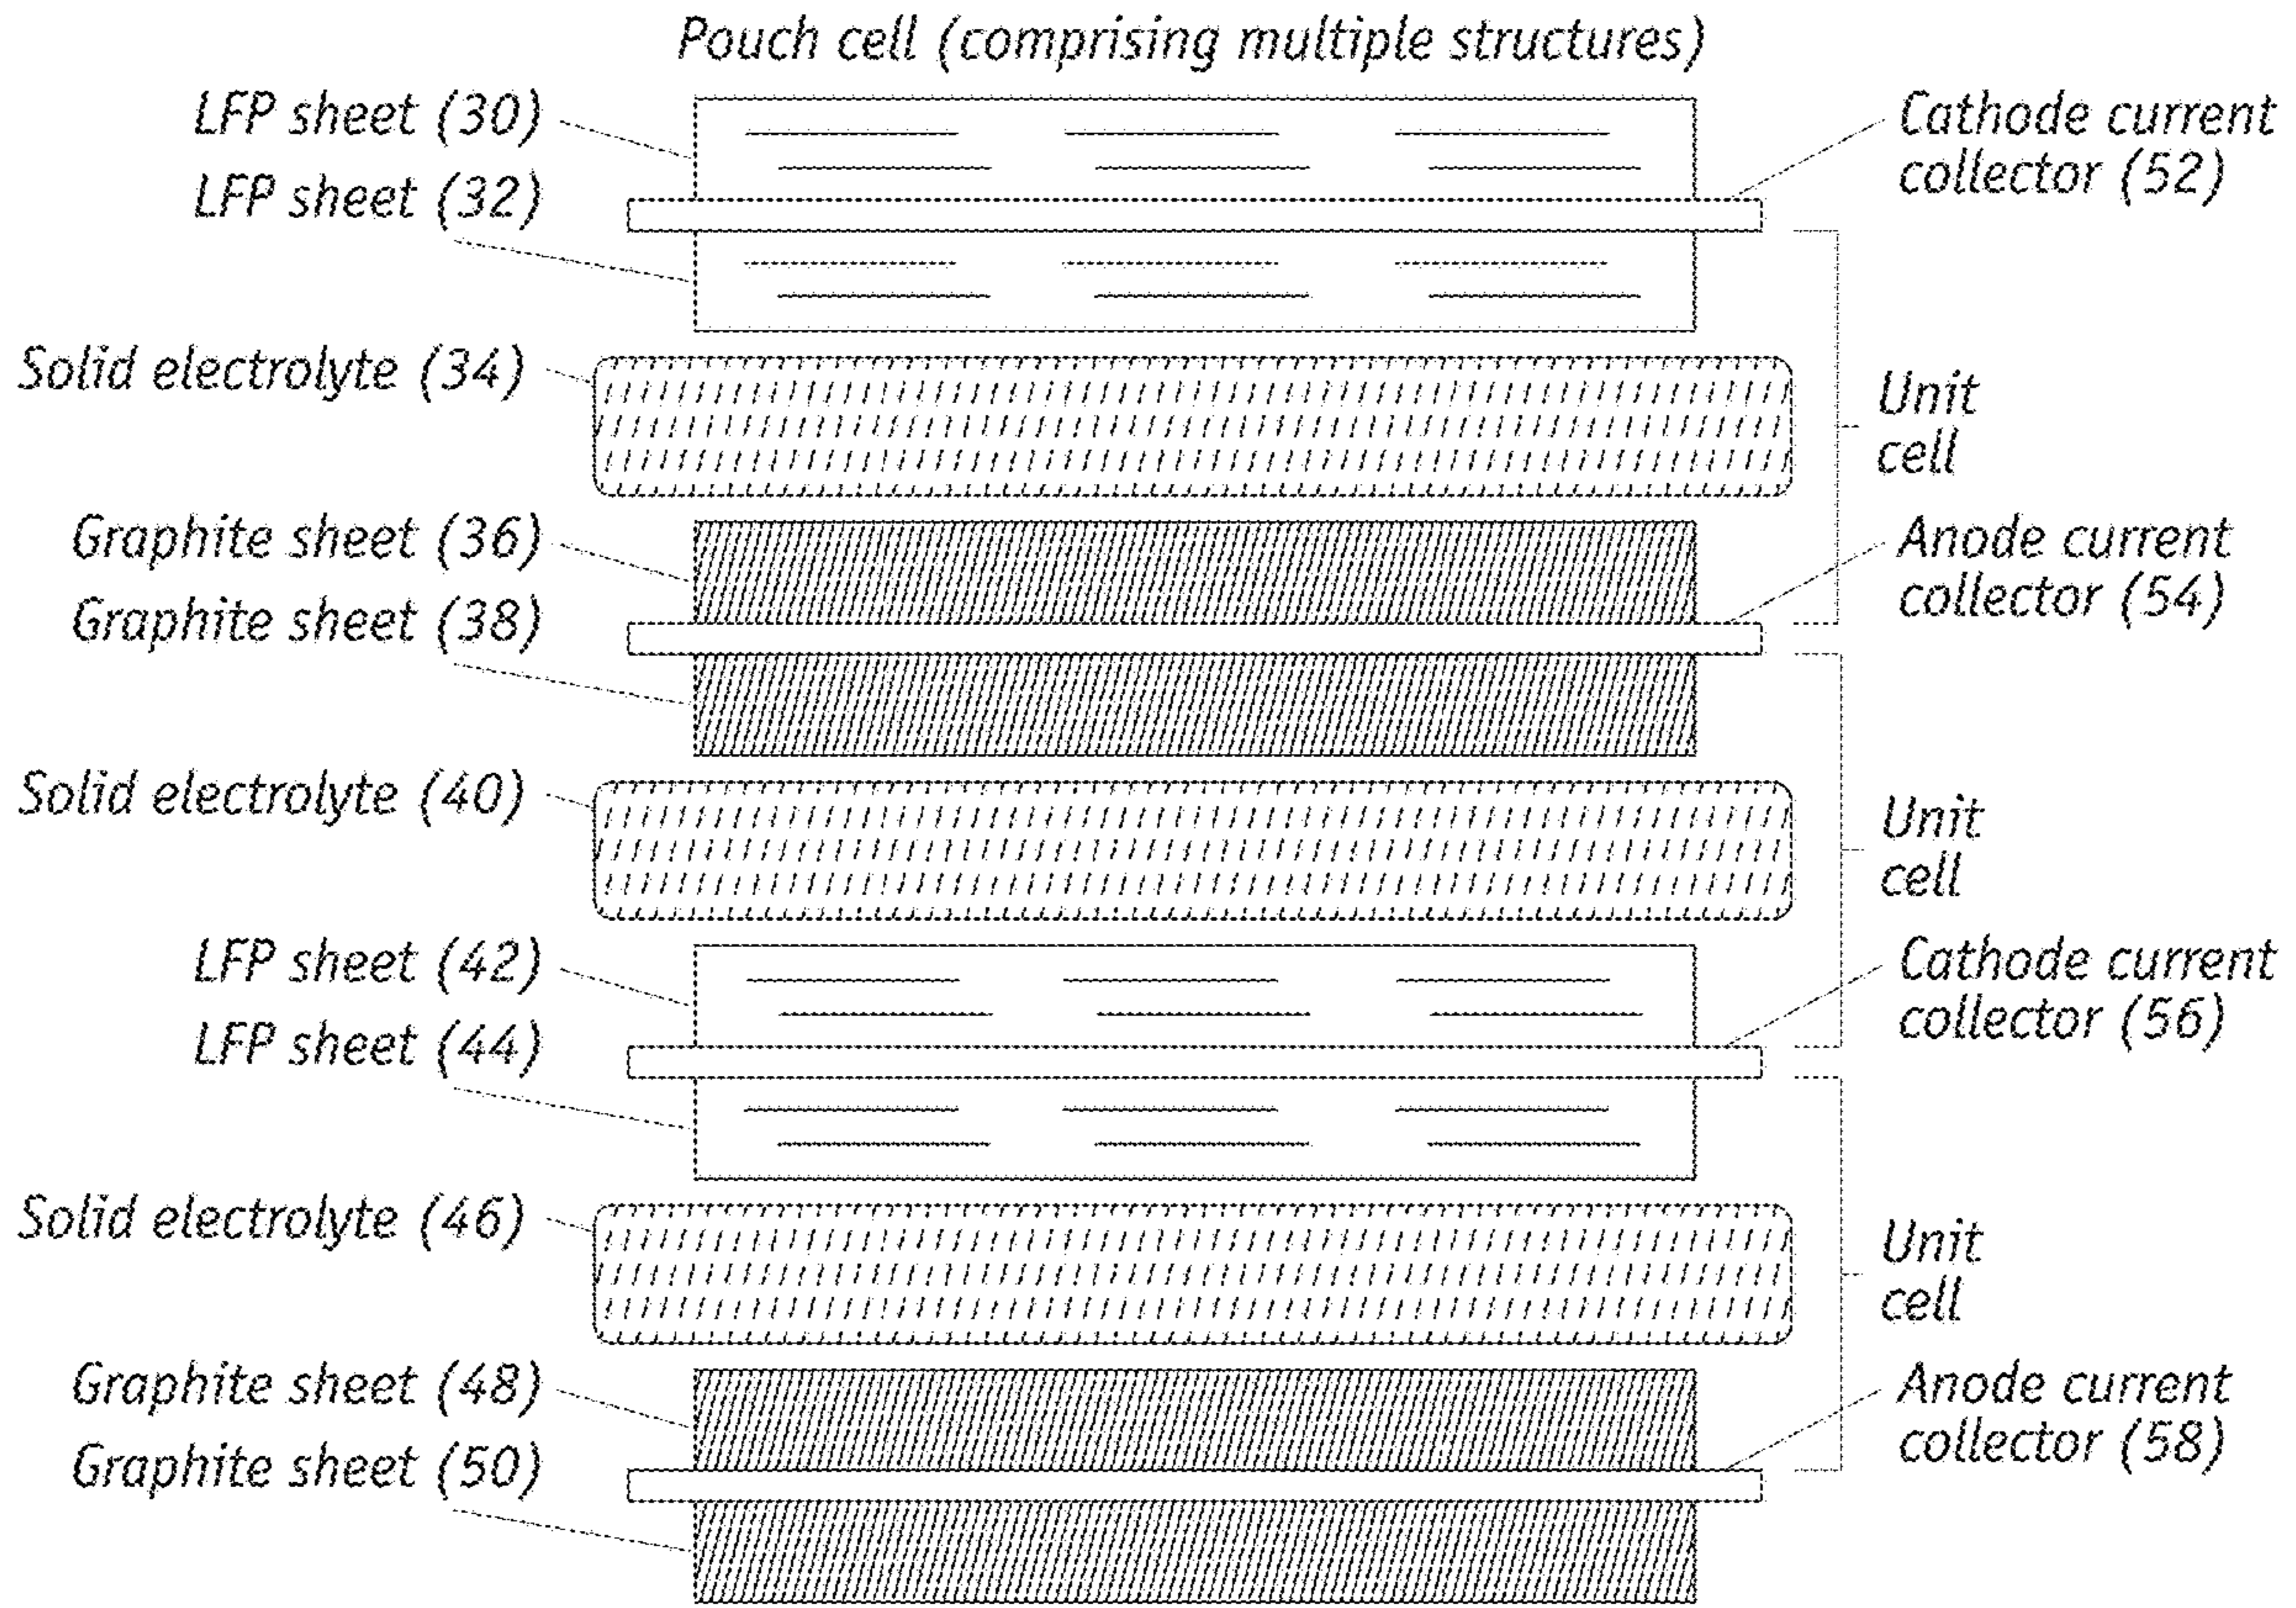 Pouch cell (comprising multiple structures)
LFP sheet (30)
Cathode current
collector (52)
LFP sheet (32)
Solid electrolyte (34)
Unit
cell
Graphite sheet (36)
Anode current
collector (54)
Graphite sheet (38)
Solid electrolyte (40)
Unit
cell
LFP sheet (42)
Cathode current
collector (56)
LFP sheet (44)
Solid electrolyte (46)
Unit
cell
Graphite sheet (48)
Anode current
collector (58)
Graphite sheet (50)